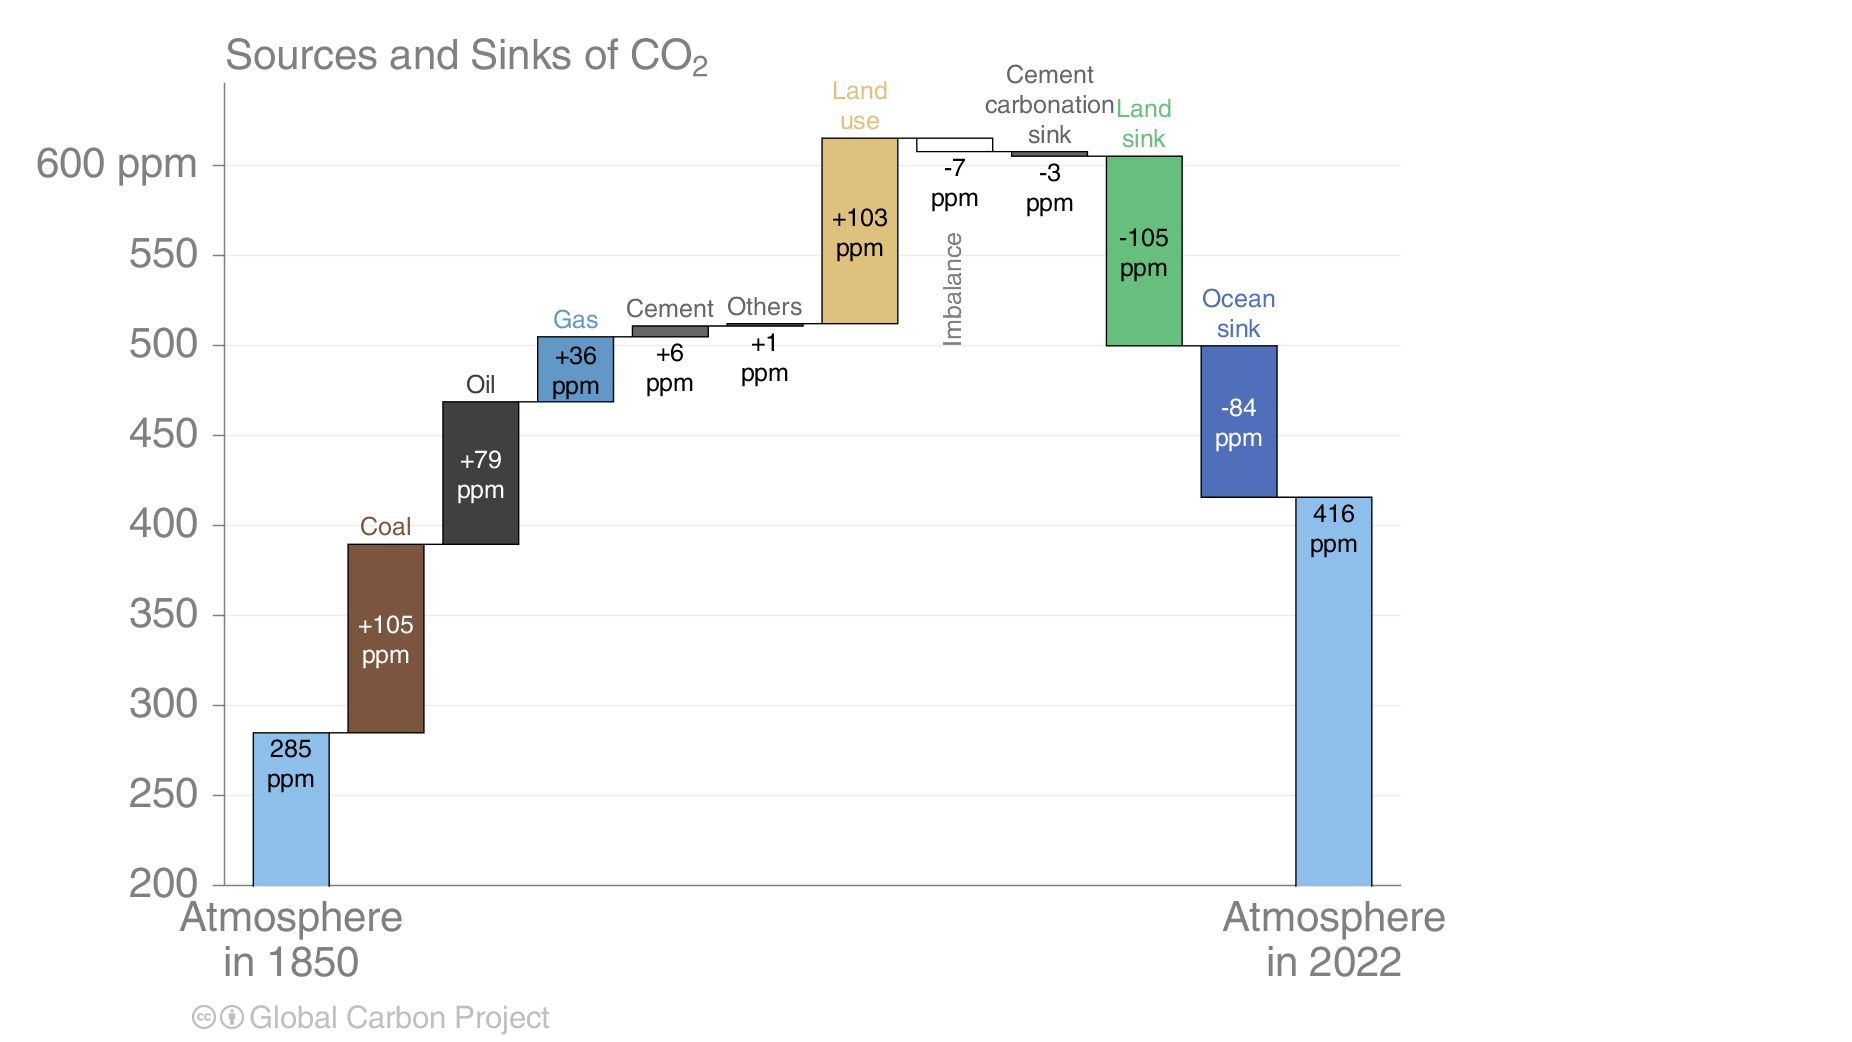 Sources and Sinks of CO₂
600 ppm
550
500
450
400
350
300
250
200
285
ppm
Atmosphere
in 1850
Coal
+105
ppm
Oil
+79
ppm
Gas
+36
ppm
Cement
+6
ppm
Others
+1
ppm
Land
use
+103
ppm
-7
ppm
Imbalance
Cement
carbonation
sink
-3
ppm
Land
sink
-105
ppm
Ocean
sink
-84
ppm
416
ppm
Atmosphere
in 2022
cc Global Carbon Project